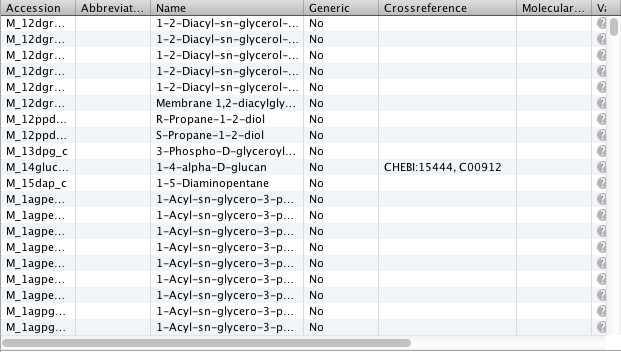 Accession Abbreviat... Name Generic Crossreference Molecular... Va
M_12dgr... 1-2-Diacyl-sn-glycerol-... No
M_12dgr... 1-2-Diacyl-sn-glycerol-... No
M_12dgr... 1-2-Diacyl-sn-glycerol-... No
M_12dgr... 1-2-Diacyl-sn-glycerol-... No
M_12dgr... 1-2-Diacyl-sn-glycerol-... No
M_12dgr... Membrane 1,2-diacylgly... No
M_12ppd... R-Propane-1-2-diol No
M_12ppd... S-Propane-1-2-diol No
M_13dpg_c 3-Phospho-D-glyceroyl... No
M_14gluc... 1-4-alpha-D-glucan No CHEBI:15444, C00912
M_15dap_c 1-5-Diaminopentane No
M_1agpe... 1-Acyl-sn-glycero-3-p... No
M_1agpe... 1-Acyl-sn-glycero-3-p... No
M_1agpe... 1-Acyl-sn-glycero-3-p... No
M_1agpe... 1-Acyl-sn-glycero-3-p... No
M_1agpe... 1-Acyl-sn-glycero-3-p... No
M_1agpe... 1-Acyl-sn-glycero-3-p... No
M_1agpe... 1-Acyl-sn-glycero-3-p... No
M_1agpg... 1-Acyl-sn-glycero-3-p... No
M_1agpg... 1-Acyl-sn-glycero-3-p... No